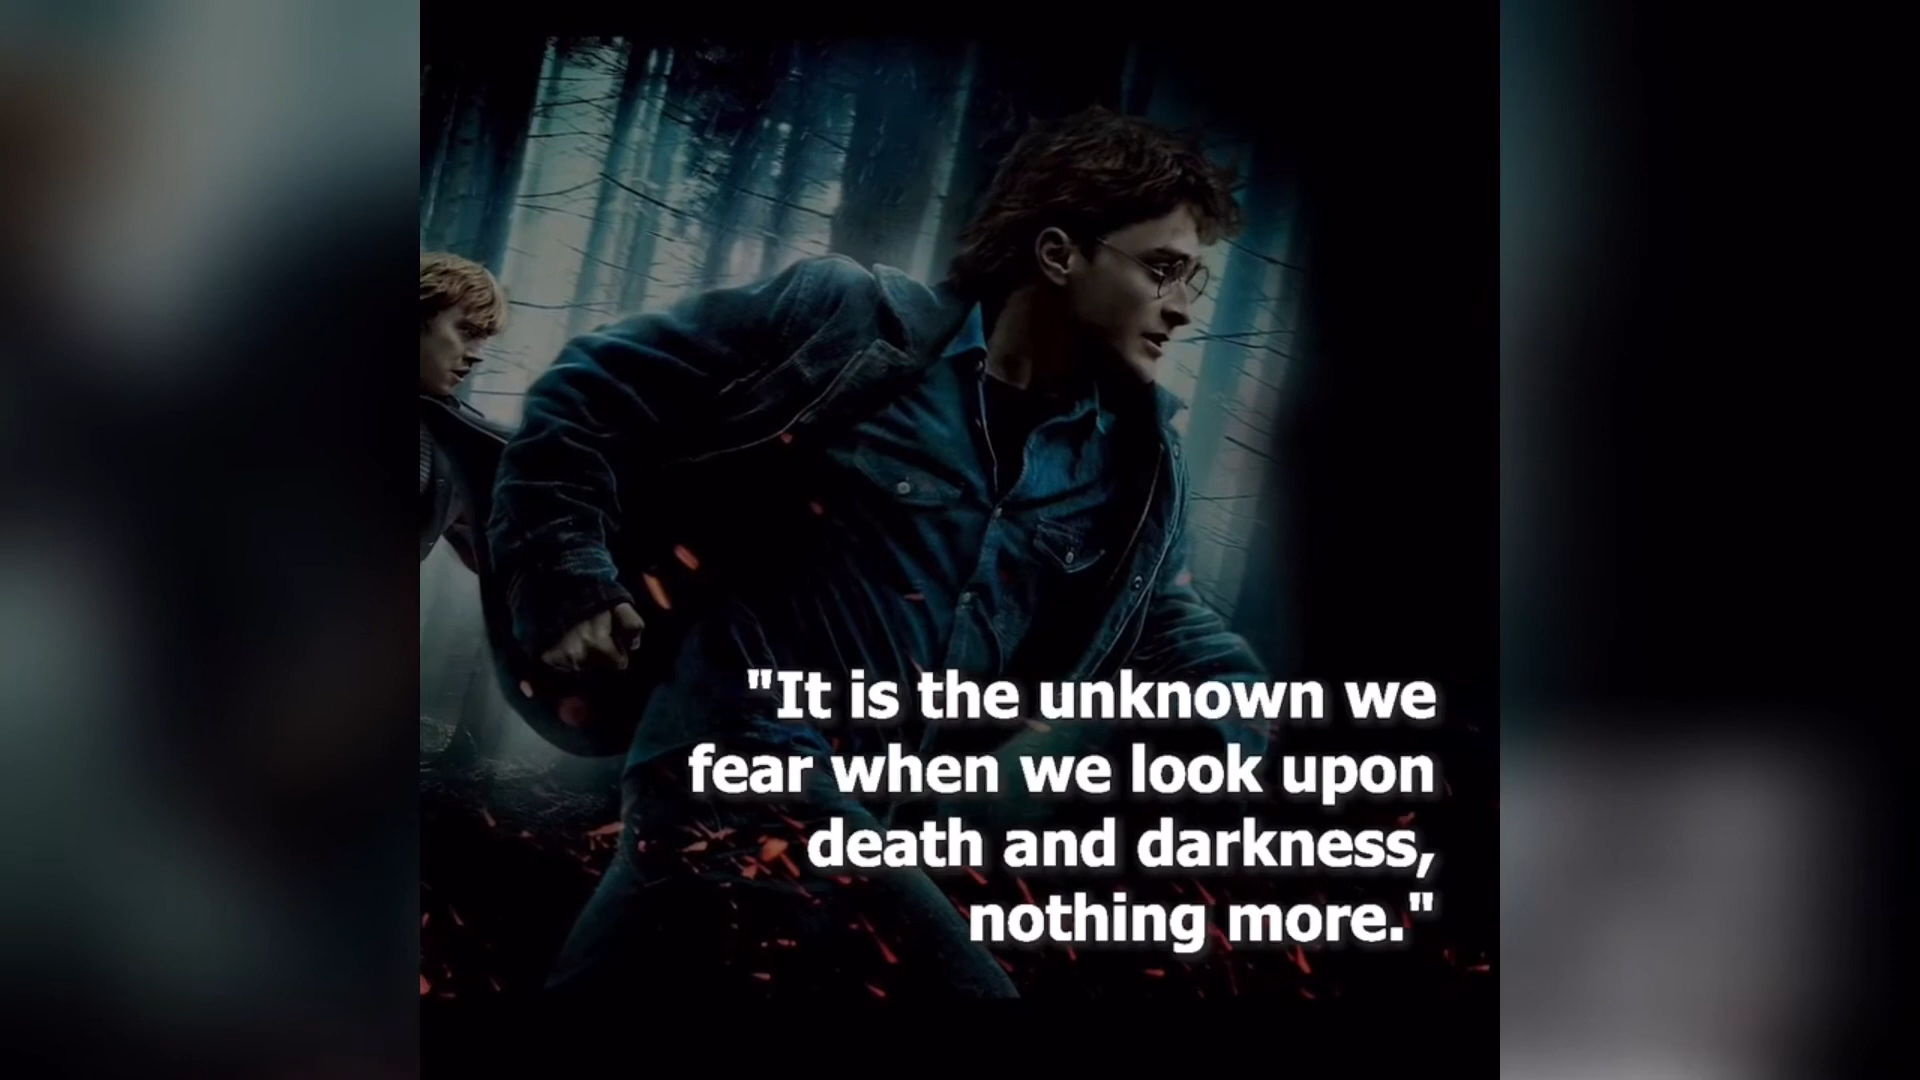 "It is the unknown we
fear when we look upon
death and darkness,
nothing more."